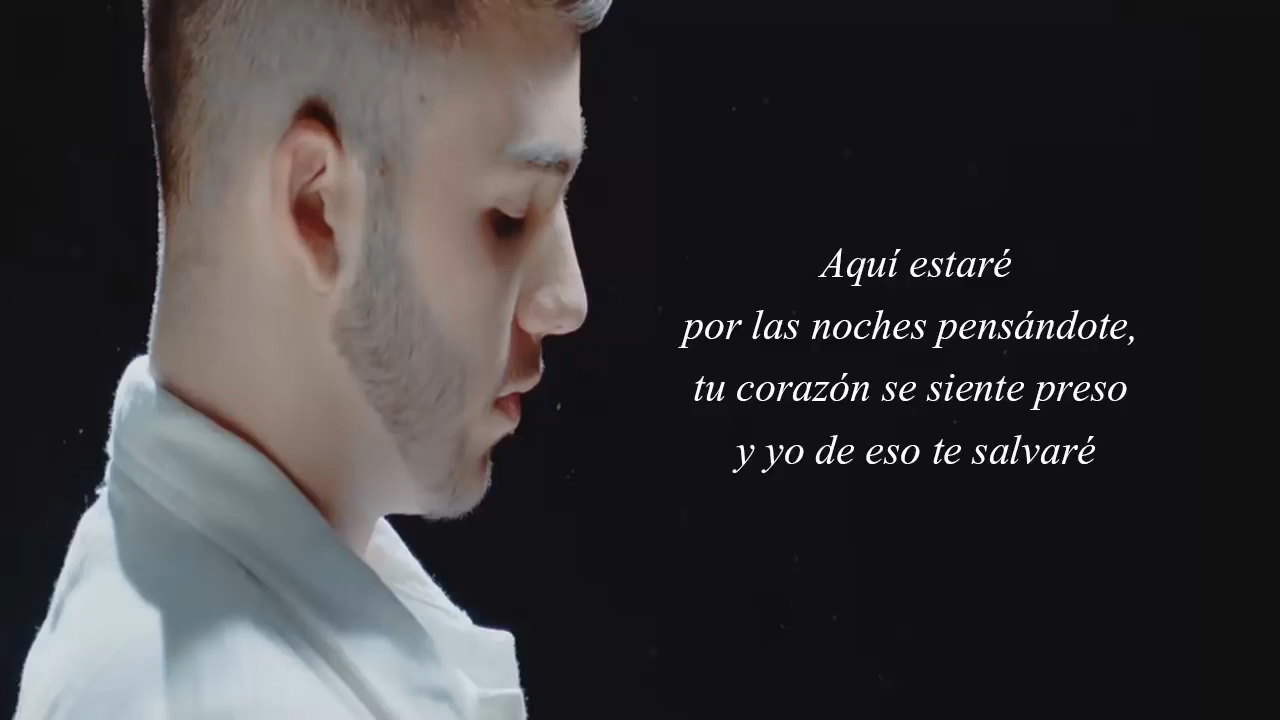 Aquí estaré
por las noches pensándote,
tu corazón se siente preso
y yo de eso te salvaré